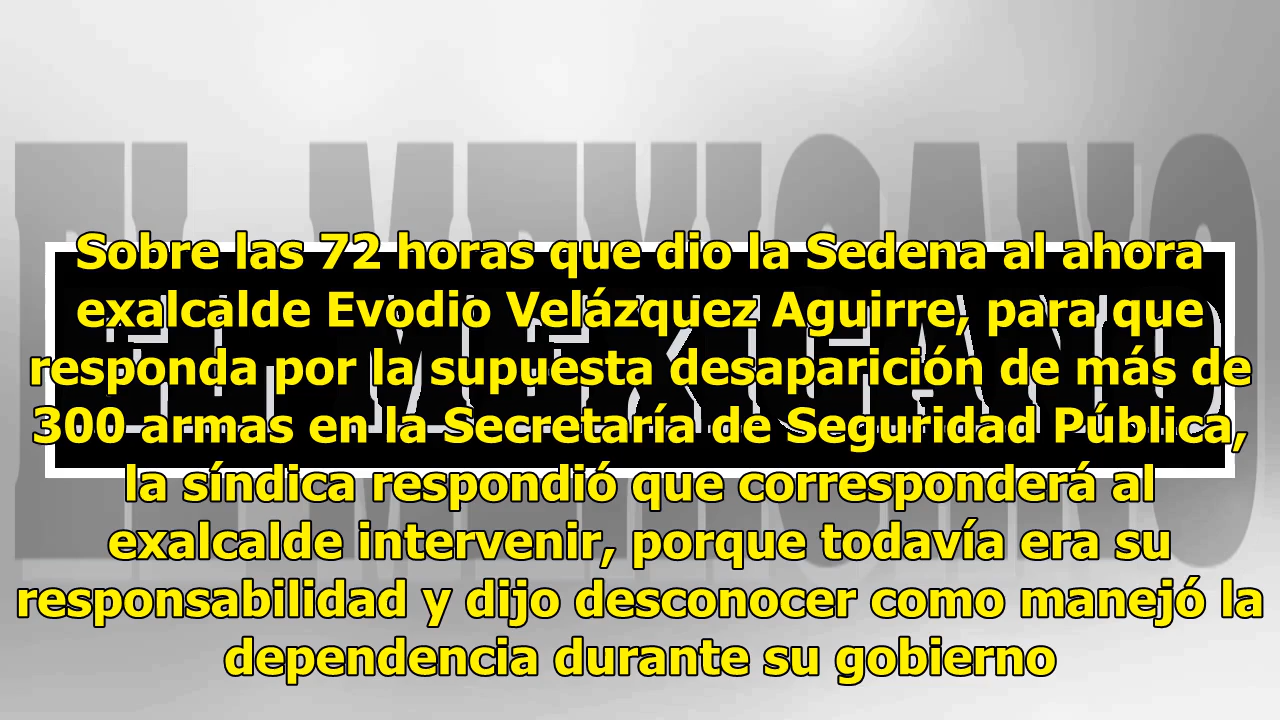 EL MEXICANO
Sobre las 72 horas que dio la Sedena al ahora
exalcalde Evodio Velázquez Aguirre, para que
responda por la supuesta desaparición de más de
300 armas en la Secretaría de Seguridad Pública,
la síndica respondió que corresponderá al
exalcalde intervenir, porque todavía era su
responsabilidad y dijo desconocer como manejó la
dependencia durante su gobierno